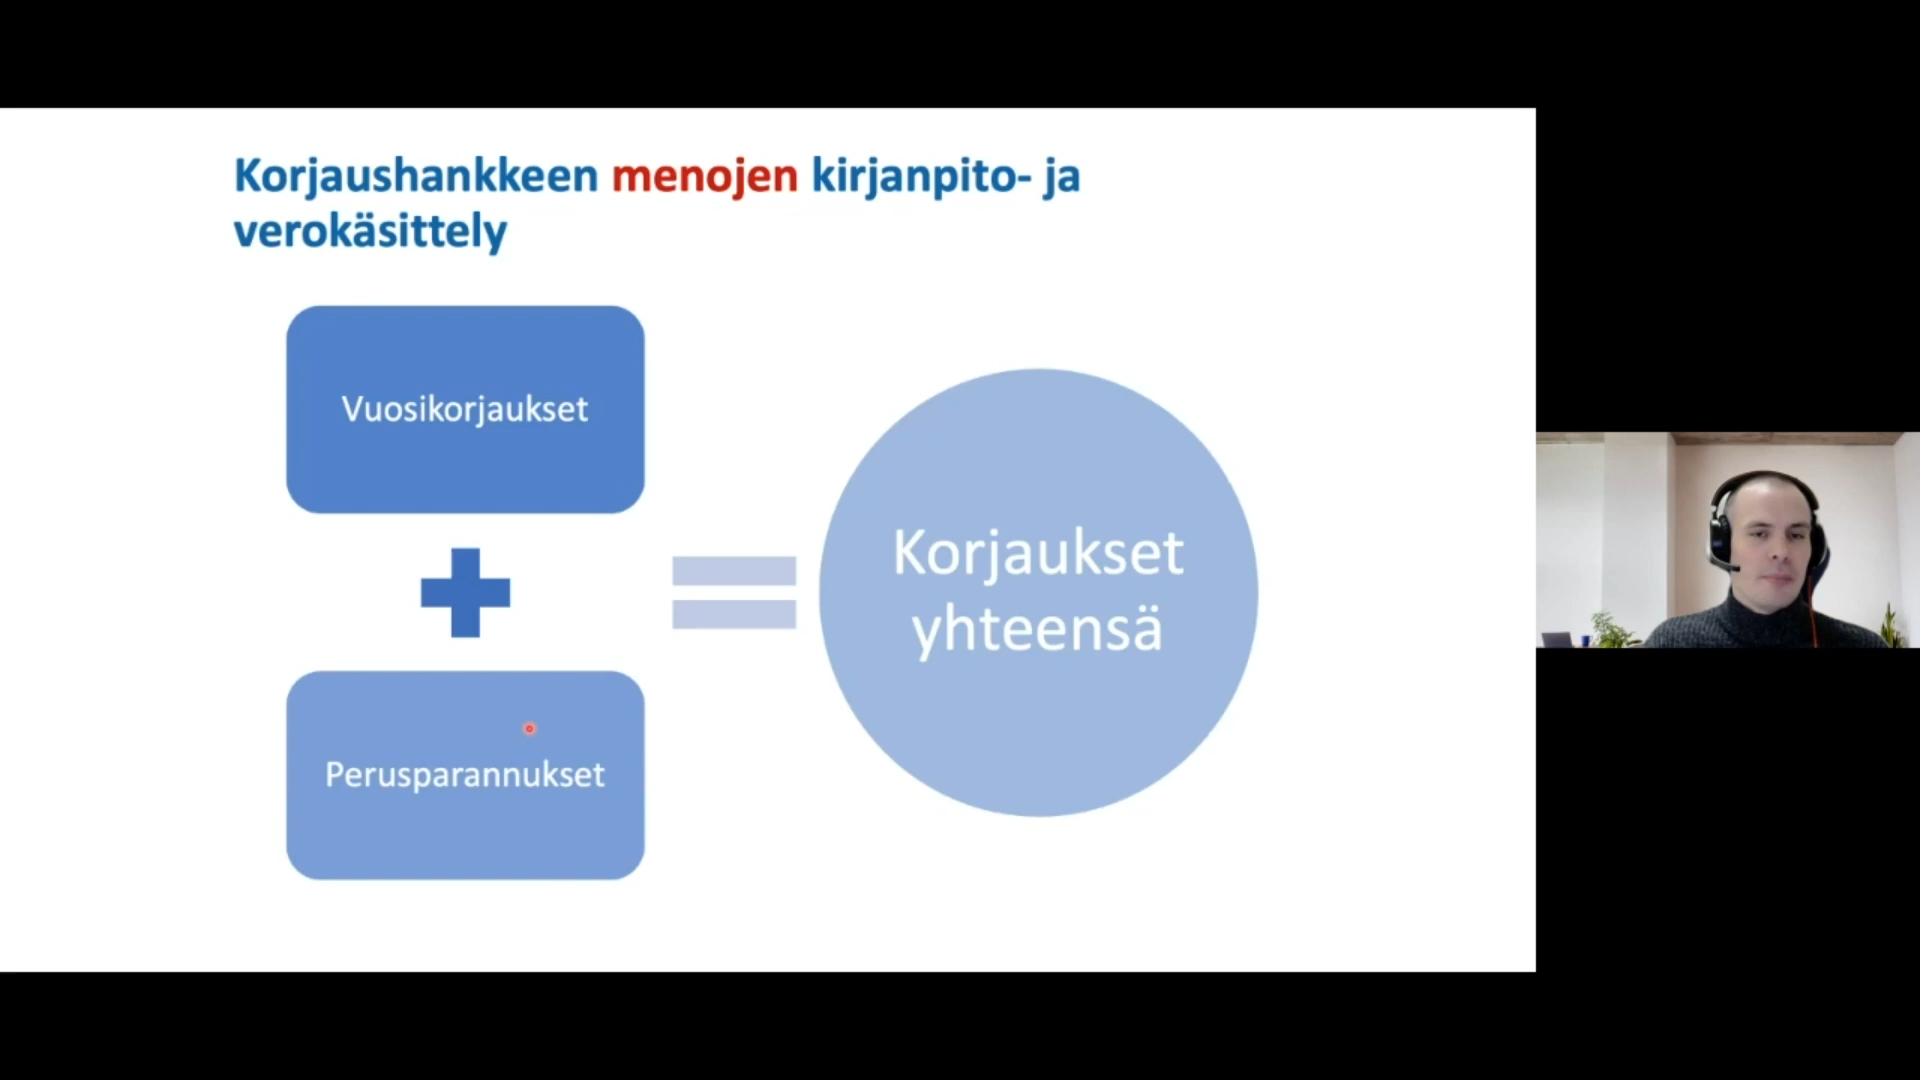 Korjaushankkeen menojen kirjanpito- ja
verokäsittely
Vuosikorjaukset
Perusparannukset
Korjaukset
yhteensä